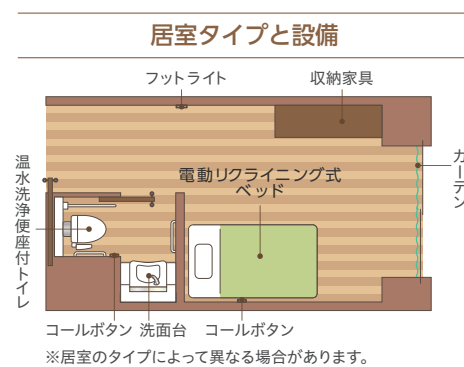 居室タイプと設備
フットライト
収納家具
カーテン
温水洗浄便座付トイレ
電動リクライニング式
ベッド
コールボタン
洗面台
コールボタン
※居室のタイプによって異なる場合があります。